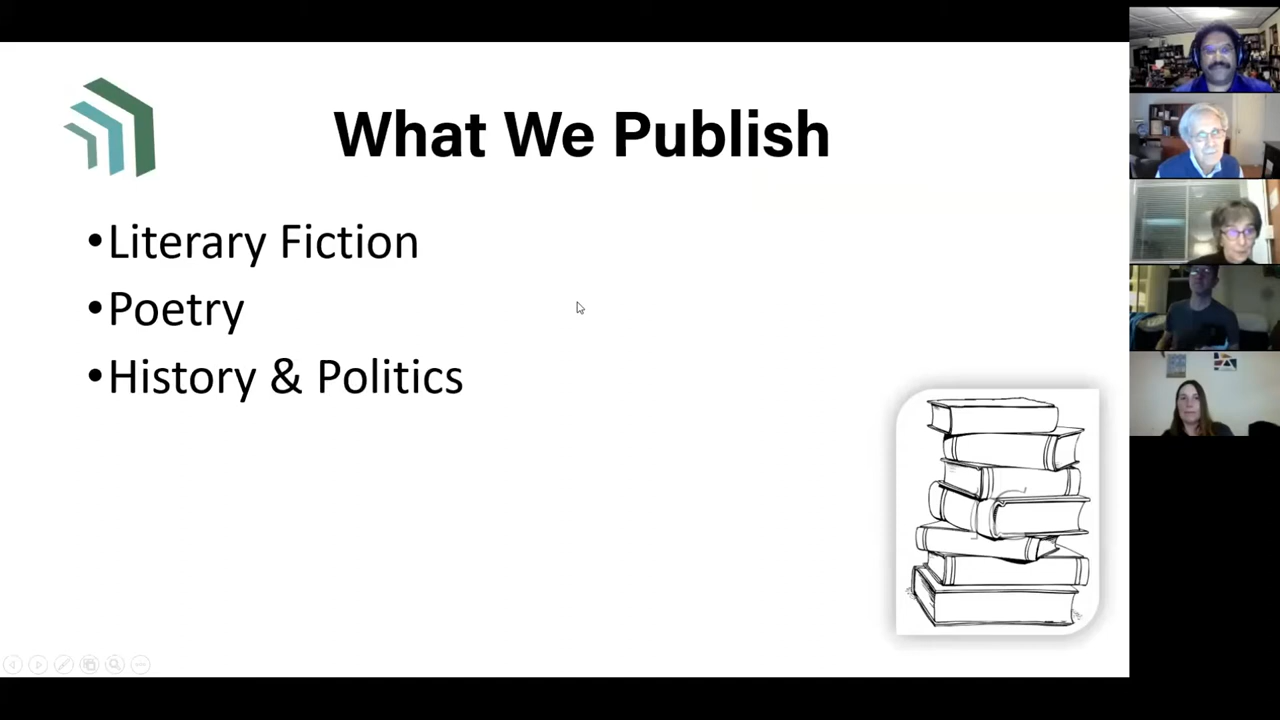 What We Publish
•Literary Fiction
•Poetry
•History & Politics